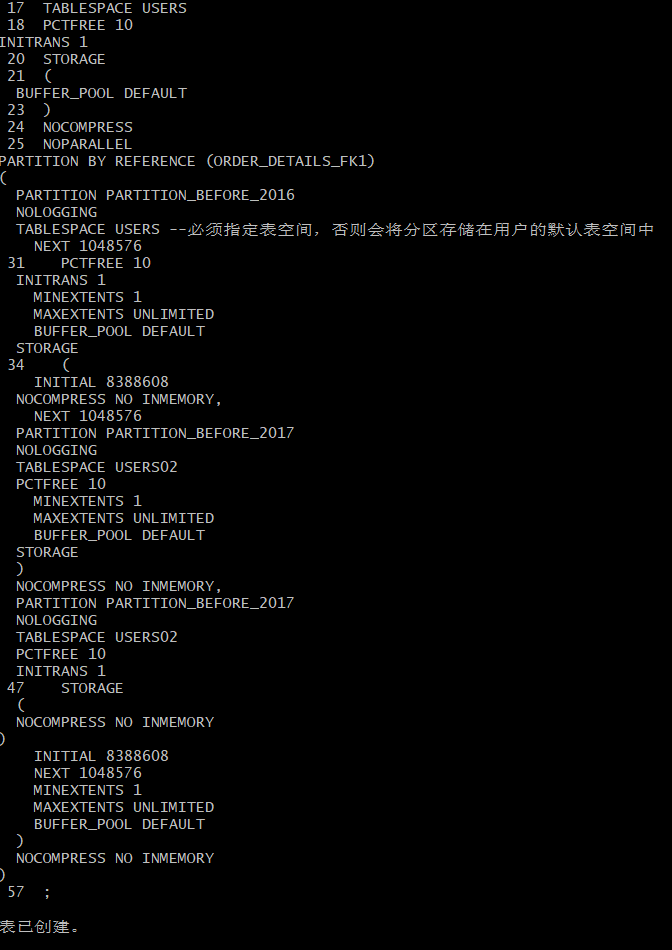 17 TABLESPACE USERS
18 PCTFREE 10
INITRANS 1
20 STORAGE
21 (
BUFFER_POOL DEFAULT
23 )
24 NOCOMPRESS
25 NOPARALLEL
PARTITION BY REFERENCE (ORDER_DETAILS_FK1)
(
PARTITION PARTITION_BEFORE_2016
NOLOGGING
TABLESPACE USERS --必须指定表空间，否则会将分区存储在用户的默认表空间中
NEXT 1048576
31 PCTFREE 10
INITRANS 1
MINEXTENTS 1
MAXEXTENTS UNLIMITED
BUFFER_POOL DEFAULT
STORAGE
34 (
INITIAL 8388608
NOCOMPRESS NO INMEMORY,
NEXT 1048576
PARTITION PARTITION_BEFORE_2017
NOLOGGING
TABLESPACE USERS02
PCTFREE 10
MINEXTENTS 1
MAXEXTENTS UNLIMITED
BUFFER_POOL DEFAULT
STORAGE
)
NOCOMPRESS NO INMEMORY,
PARTITION PARTITION_BEFORE_2017
NOLOGGING
TABLESPACE USERS02
PCTFREE 10
INITRANS 1
47 STORAGE
(
NOCOMPRESS NO INMEMORY
)
INITIAL 8388608
NEXT 1048576
MINEXTENTS 1
MAXEXTENTS UNLIMITED
BUFFER_POOL DEFAULT
)
NOCOMPRESS NO INMEMORY
)
57 ;
表已创建。